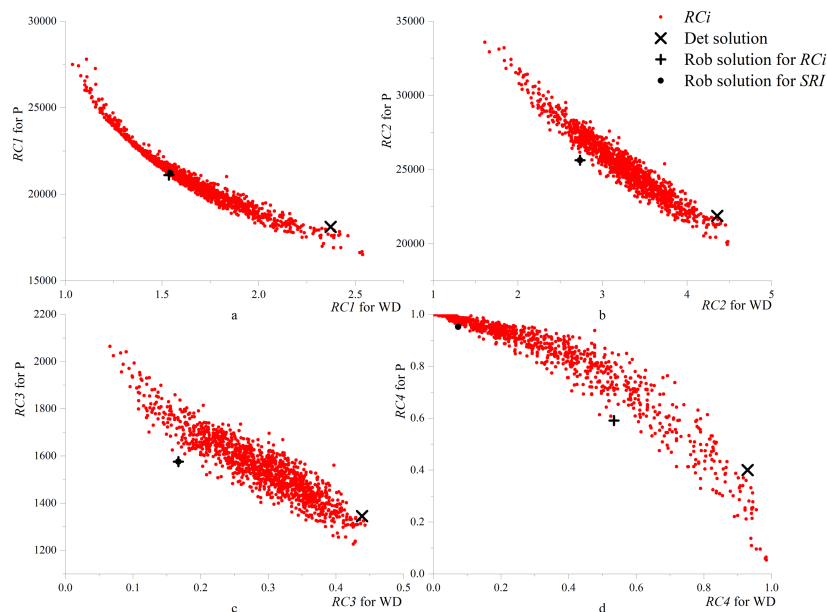 RCi
Det solution
Rob solution for RCi
Rob solution for SRI
30000
25000
20000
15000
RC1 for P
1.0 1.5 2.0 2.5
RC1 for WD
a
35000
30000
25000
20000
RC2 for P
1 2 3 4 5
RC2 for WD
b
2200
2000
1800
1600
1400
1200
1100
RC3 for P
0.0 0.1 0.2 0.3 0.4 0.5
RC3 for WD
c
1.0
0.8
0.6
0.4
0.2
0.0
RC4 for P
0.0 0.2 0.4 0.6 0.8 1.0
RC4 for WD
d